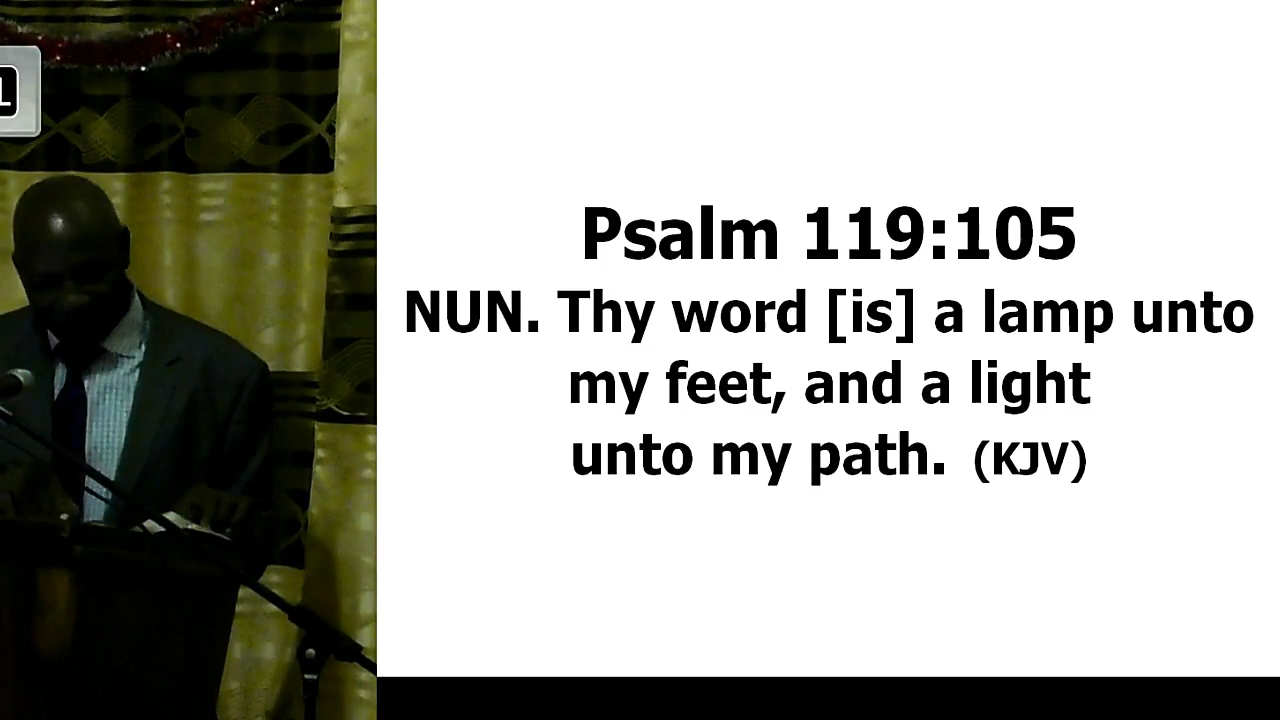 Psalm 119:105
NUN. Thy word [is] a lamp unto
my feet, and a light
unto my path. (KJV)